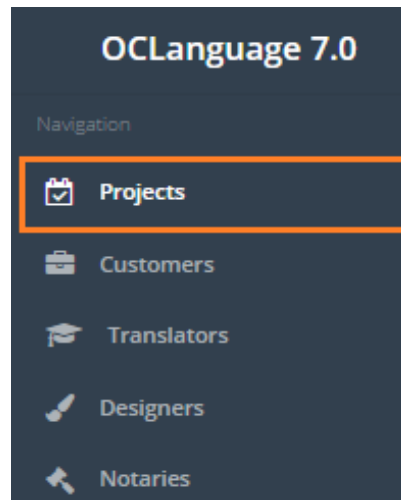 OCLanguage 7.0
Navigation
Projects
Customers
Translators
Designers
Notaries